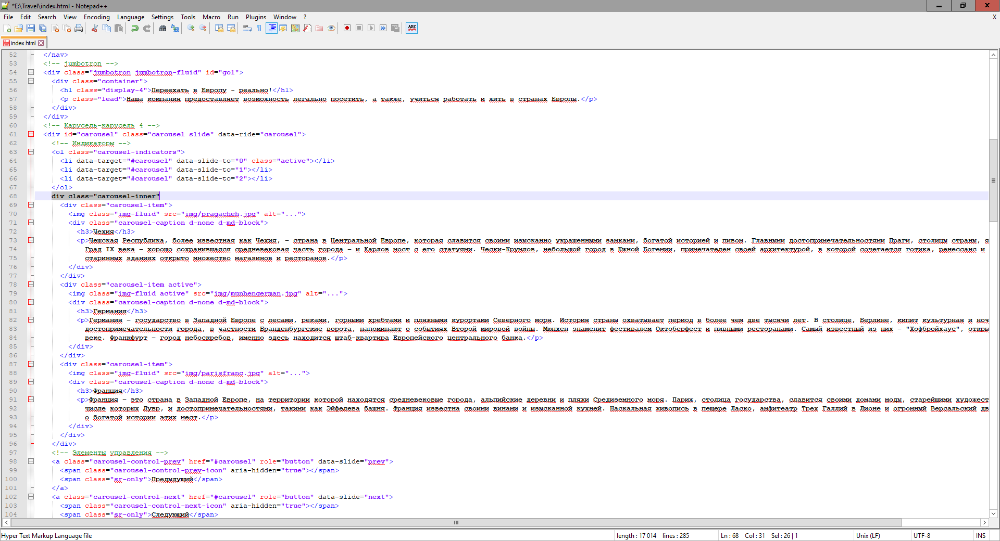 *E:\Travel\index.html - Notepad++
File Edit Search View Encoding Language Settings Tools Macro Run Plugins Window ? X
ABC
index.html
52 </nav>
53 <!-- jumbotron -->
54 <div class="jumbotron jumbotron-fluid" id="go1">
55 <div class="container">
56 <h1 class="display-4">Переехать в Европу - реально!</h1>
57 <p class="lead">Наша компания предоставляет возможность легально посетить, а также, учиться работать и жить в странах Европы.</p>
58 </div>
59 </div>
60 <!-- Карусель-карусель 4 -->
61 <div id="carousel" class="carousel slide" data-ride="carousel">
62 <!-- Индикаторы -->
63 <ol class="carousel-indicators">
64 <li data-target="#carousel" data-slide-to="0" class="active"></li>
65 <li data-target="#carousel" data-slide-to="1"></li>
66 <li data-target="#carousel" data-slide-to="2"></li>
67 </ol>
68 div class="carousel-inner"
69 <div class="carousel-item">
70 <img class="img-fluid" src="img/pragacheh.jpg" alt="...">
71 <div class="carousel-caption d-none d-md-block">
72 <h3>Чехия</h3>
73 <p>Чешская Республика, более известная как Чехия, – страна в Центральной Европе, которая славится своими изысканно украшенными замками, богатой историей и пивом. Главными достопримечательностями Праги, столицы страны, я
74 Град IX века – хорошо сохранившаяся средневековая часть города – и Карлов мост с его статуями. Чески-Крумлов, небольшой город в Южной Богемии, примечателен своей архитектурой, в которой сочетается готика, ренессанс и
75 старинных зданиях открыто множество магазинов и ресторанов.</p>
76 </div>
77 </div>
78 <div class="carousel-item active">
79 <img class="img-fluid active" src="img/munhengerman.jpg" alt="...">
80 <div class="carousel-caption d-none d-md-block">
81 <h3>Германия</h3>
82 <p>Германия – государство в Западной Европе с лесами, реками, горными хребтами и пляжными курортами Северного моря. История страны охватывает период в более чем две тысячи лет. В столице, Берлине, кипит культурная и ноч
83 достопримечательности города, в частности Бранденбургские ворота, напоминают о событиях Второй мировой войны. Мюнхен знаменит фестивалем Октоберфест и пивными ресторанами. Самый известный из них – "Хофбройхаус", откры
84 веке. Франкфурт – город небоскребов, именно здесь находится штаб-квартира Европейского центрального банка.</p>
85 </div>
86 </div>
87 <div class="carousel-item">
88 <img class="img-fluid" src="img/parisfranc.jpg" alt="...">
89 <div class="carousel-caption d-none d-md-block">
90 <h3>Франция</h3>
91 <p>Франция – это страна в Западной Европе, на территории которой находятся средневековые города, альпийские деревни и пляжи Средиземного моря. Париж, столица государства, славится своими домами моды, старейшими художест
92 числе которых Лувр, и достопримечательностями, такими как Эйфелева башня. Франция известна своими винами и изысканной кухней. Наскальная живопись в пещере Ласко, амфитеатр Трех Галлий в Лионе и огромный Версальский дв
93 о богатой истории этих мест.</p>
94 </div>
95 </div>
96 </div>
97 <!-- Элементы управления -->
98 <a class="carousel-control-prev" href="#carousel" role="button" data-slide="prev">
99 <span class="carousel-control-prev-icon" aria-hidden="true"></span>
100 <span class="sr-only">Предыдущий</span>
101 </a>
102 <a class="carousel-control-next" href="#carousel" role="button" data-slide="next">
103 <span class="carousel-control-next-icon" aria-hidden="true"></span>
104 <span class="sr-only">Следующий</span>
Hyper Text Markup Language file length : 17 014 lines : 285 Ln : 68 Col : 31 Sel : 26 | 1 Unix (LF) UTF-8 INS